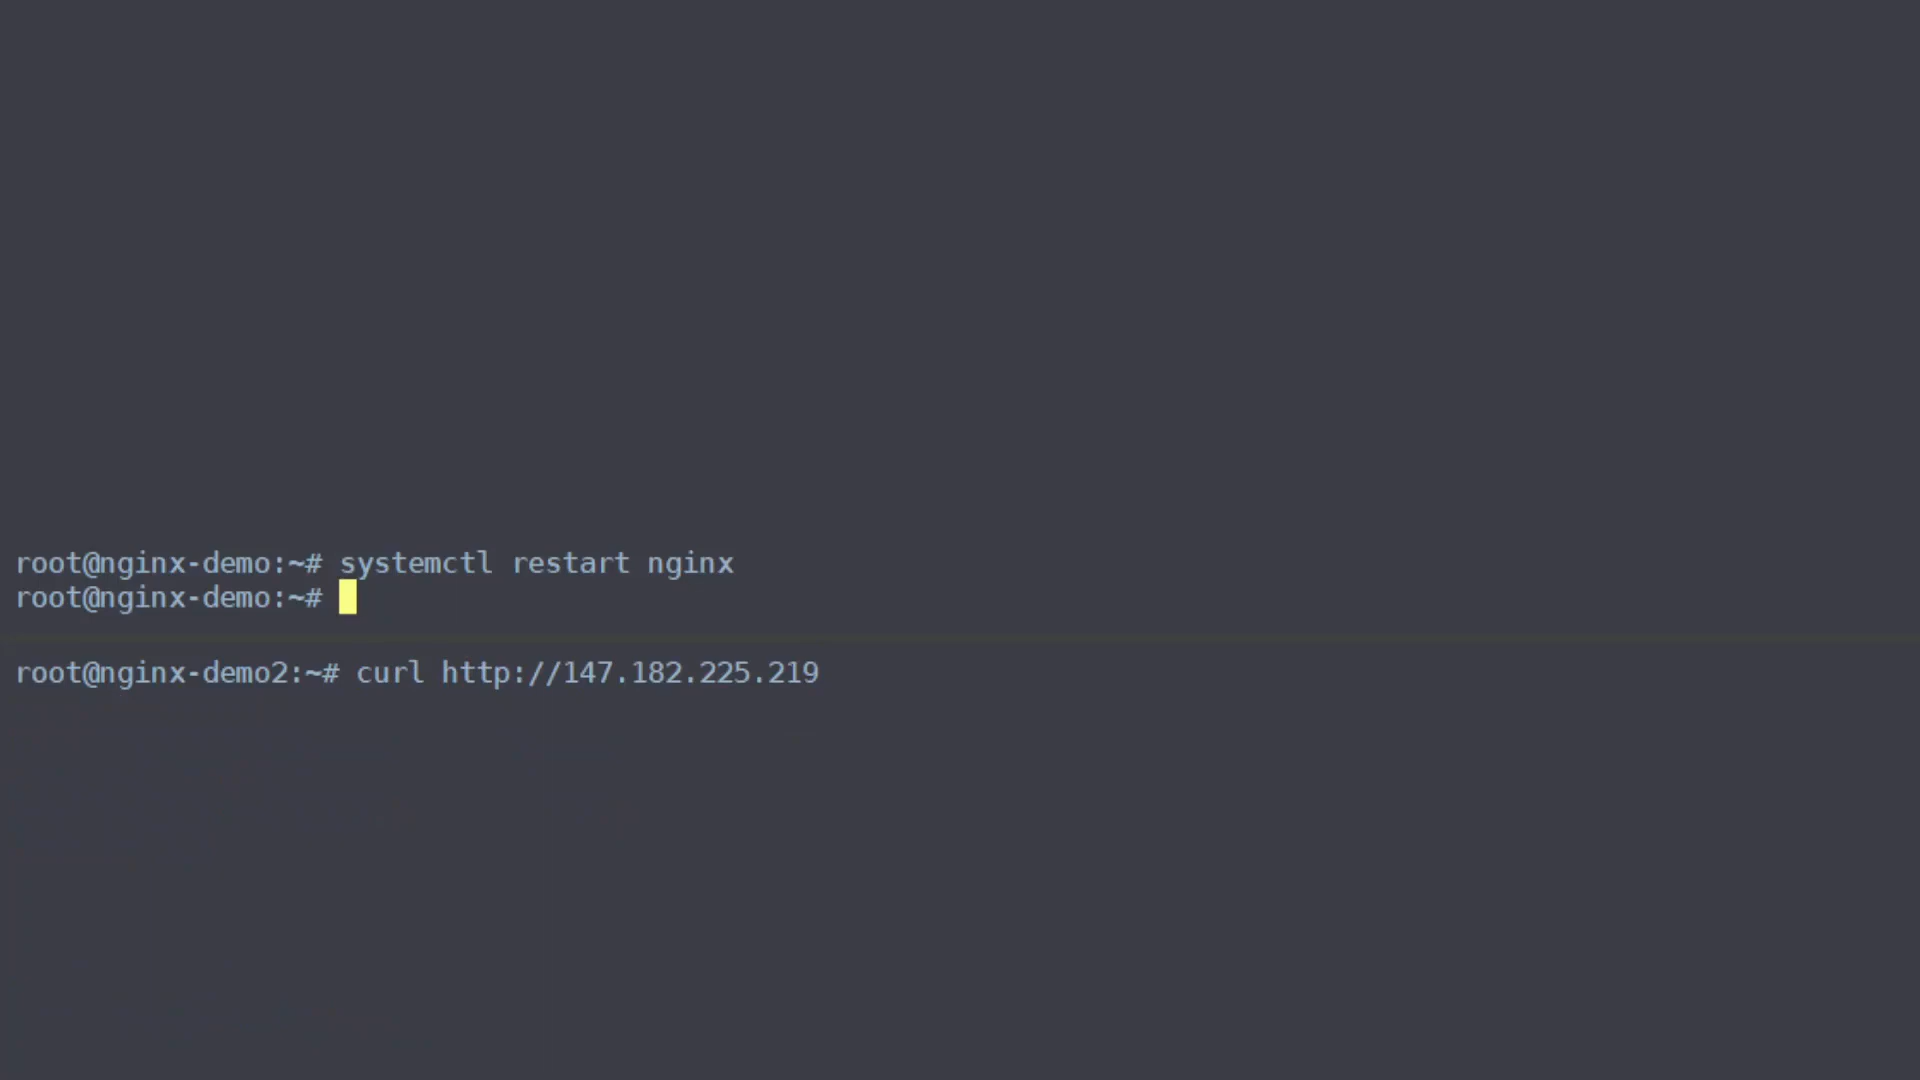 root@nginx-demo:~# systemctl restart nginx
root@nginx-demo:~#
root@nginx-demo2:~# curl http://147.182.225.219